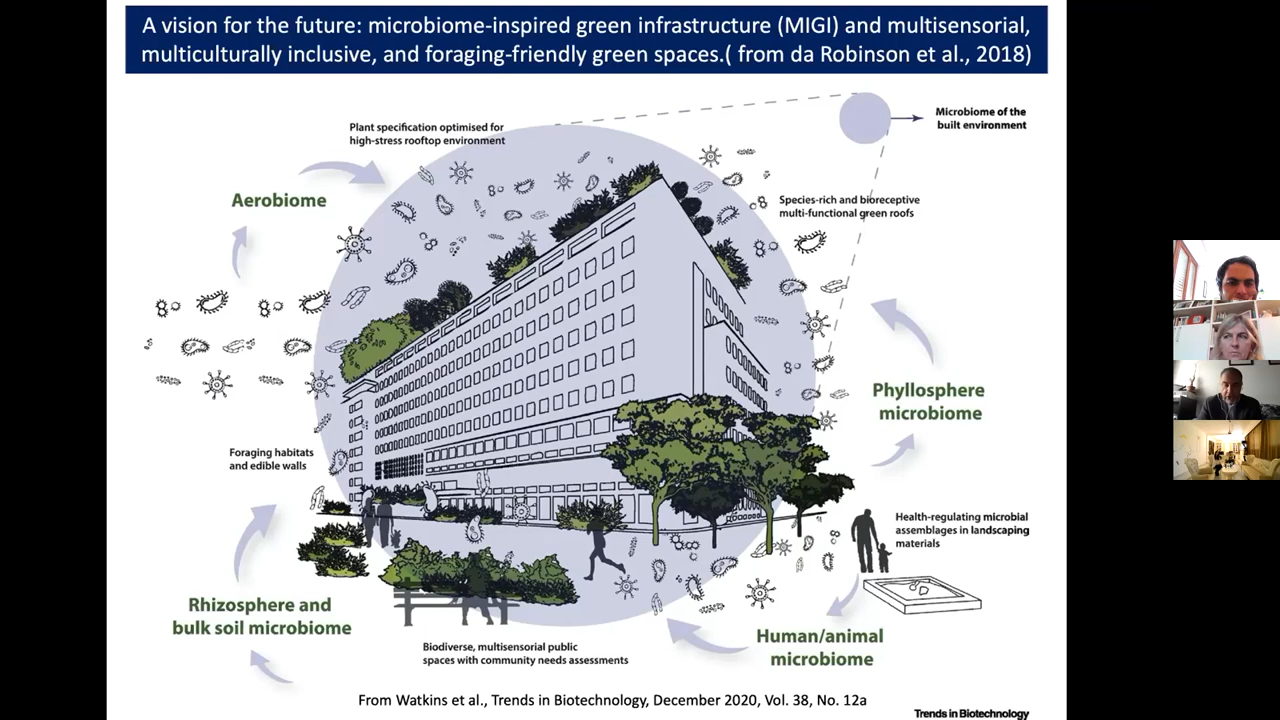 A vision for the future: microbiome-inspired green infrastructure (MIGI) and multisensorial,
multiculturally inclusive, and foraging-friendly green spaces.( from da Robinson et al., 2018)
Plant specification optimised for
high-stress rooftop environment
Microbiome of the
built environment
Aerobiome
Species-rich and bioreceptive
multi-functional green roofs
Phyllosphere
microbiome
Foraging habitats
and edible walls
Health-regulating microbial
assemblages in landscaping
materials
Rhizosphere and
bulk soil microbiome
Human/animal
microbiome
Biodiverse, multisensorial public
spaces with community needs assessments
From Watkins et al., Trends in Biotechnology, December 2020, Vol. 38, No. 12a
Trends in Biotechnology